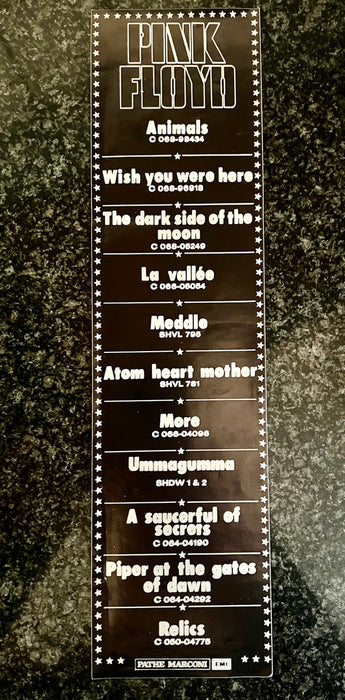 PINK
FLOYD
Animals
C 068-98434
Wish you were here
C 068-96918
The dark side of the
moon
C 068-05249
La vallée
C 068-05054
Meddle
SHVL 795
Atom heart mother
SHVL 781
More
C 066-04096
Ummagumma
SHDW 1 & 2
A saucerful of
secrets
C 064-04190
Piper at the gates
of dawn
C 064-04292
Relics
C 050-04775
PATHE MARCONI EMI